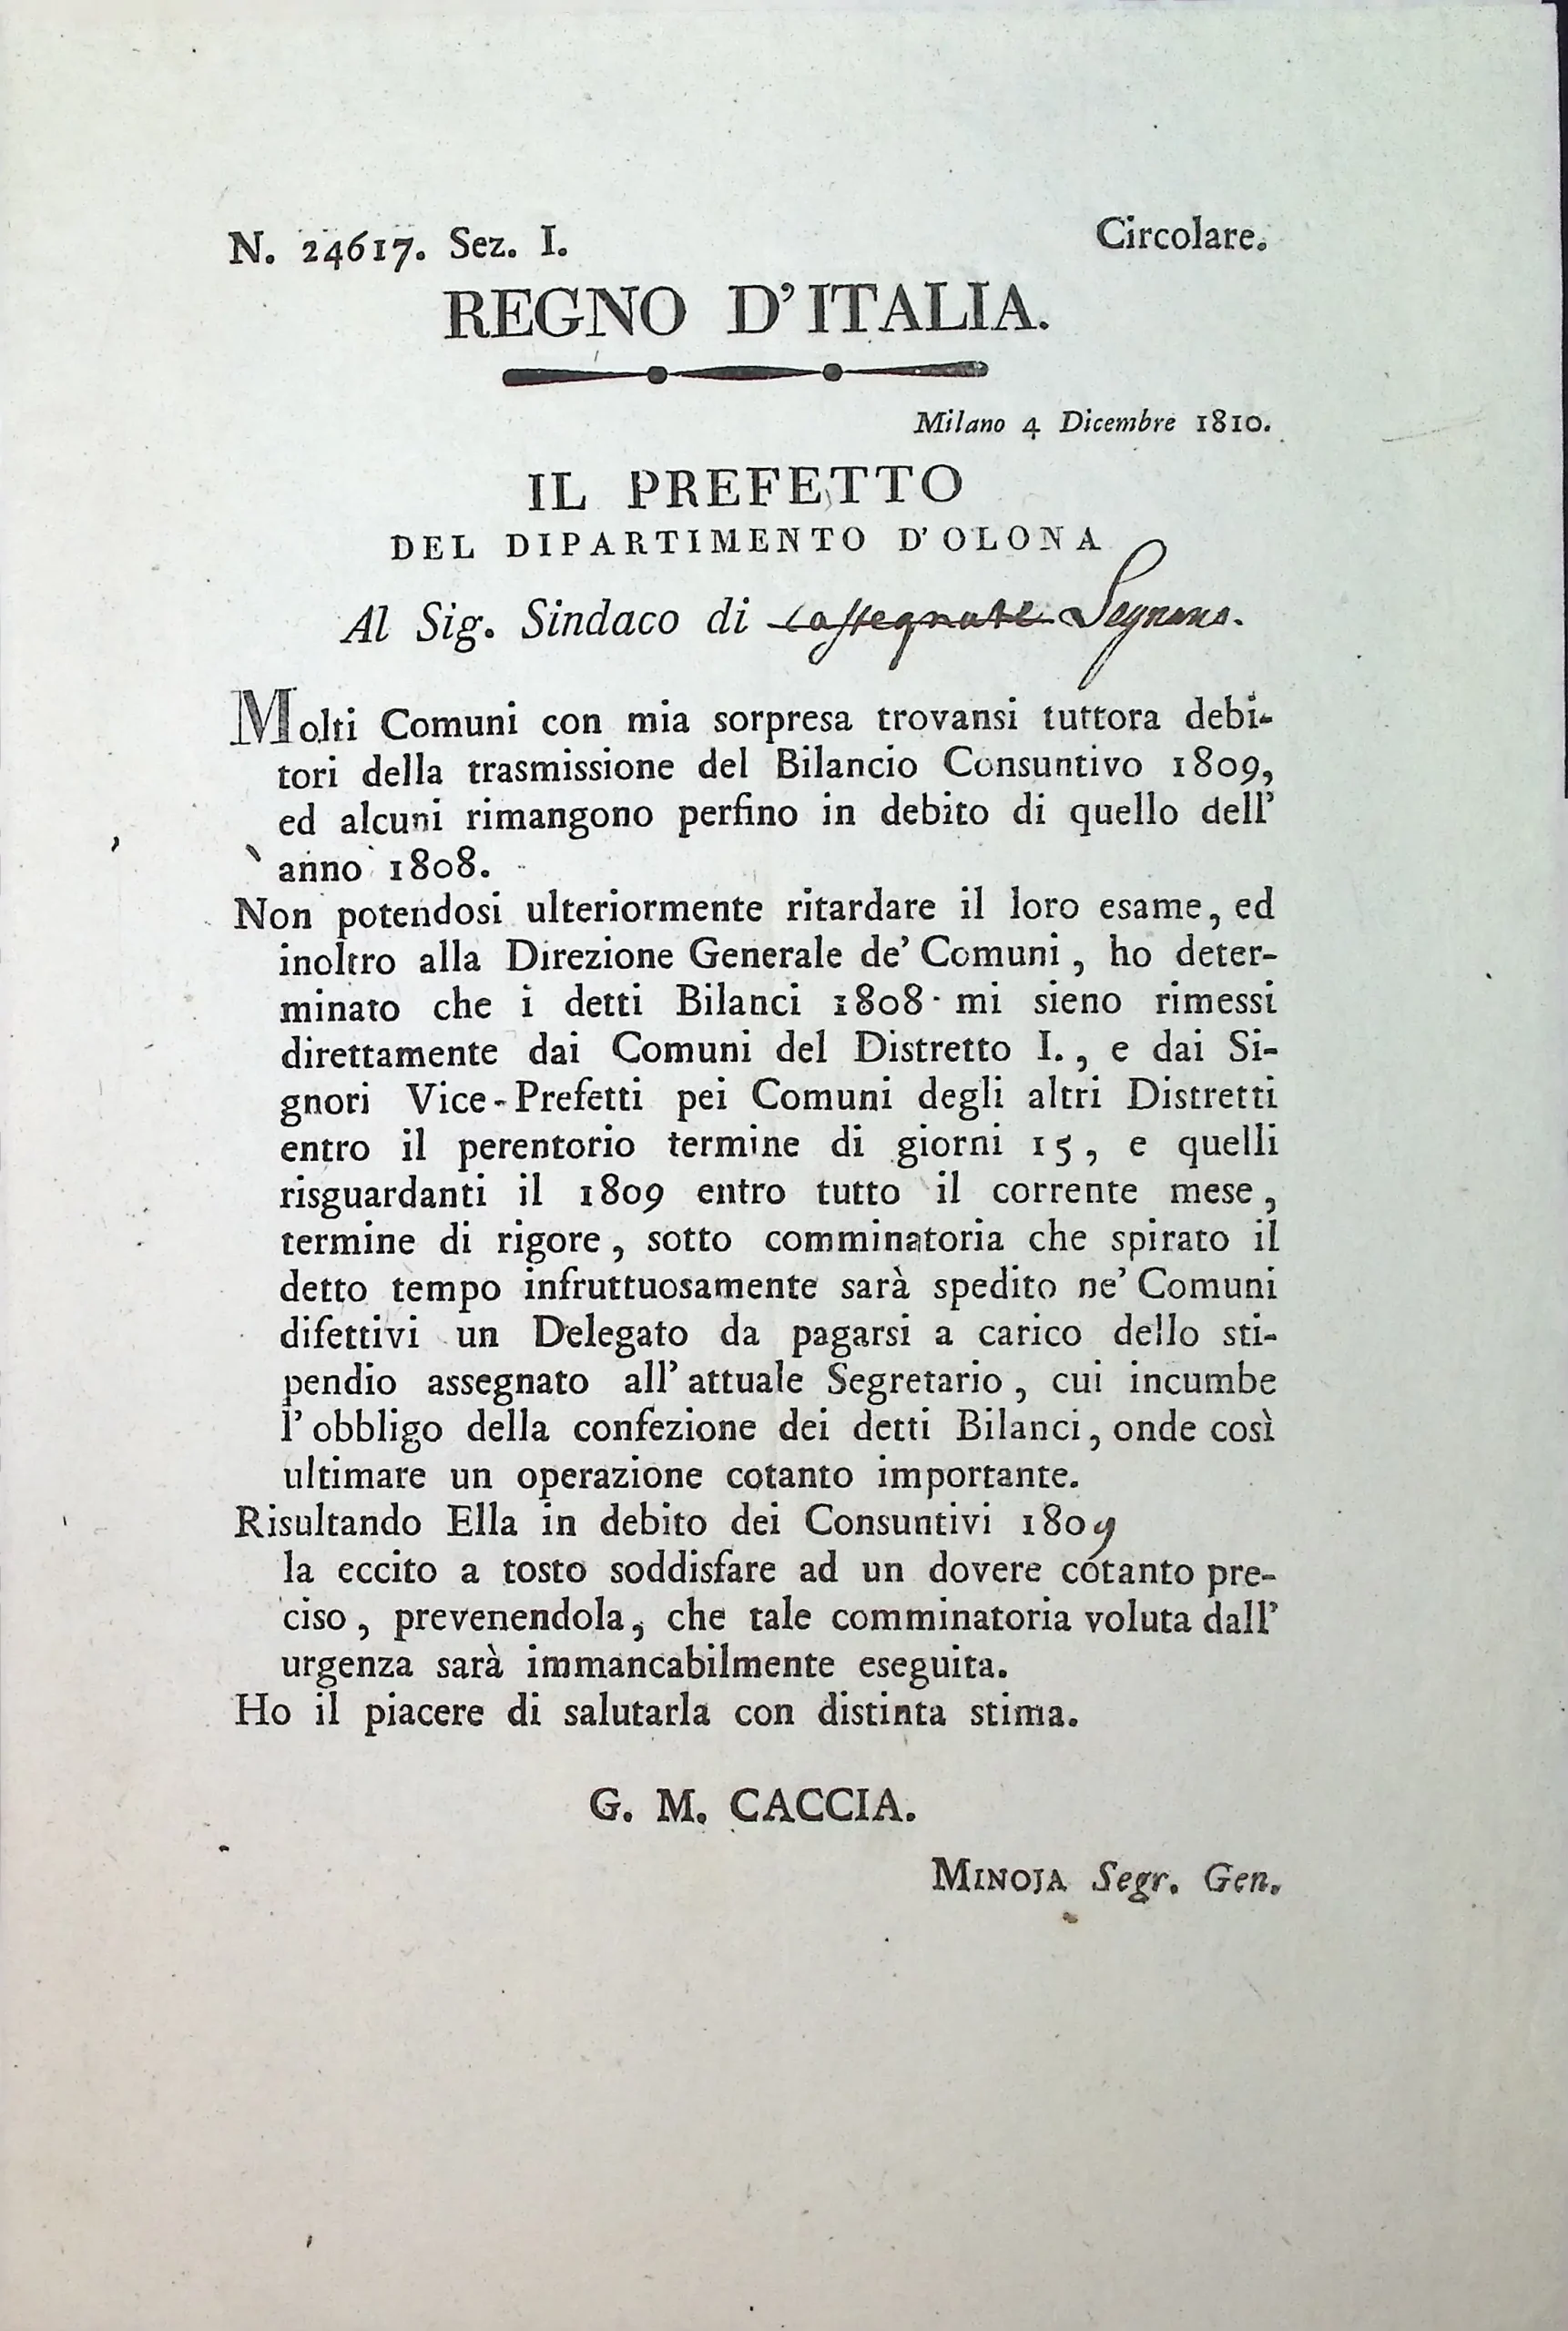 N. 24617. Sez. I.
Circolare.
REGNO D'ITALIA.
Milano 4 Dicembre 1810.
IL PREFETTO
DEL DIPARTIMENTO D'OLONA
Al Sig. Sindaco di Segnano.
Molti Comuni con mia sorpresa trovansi tuttora debi-
tori della trasmissione del Bilancio Consuntivo 1809,
ed alcuni rimangono perfino in debito di quello dell'
anno 1808.
Non potendosi ulteriormente ritardare il loro esame, ed
inoltro alla Direzione Generale de' Comuni, ho deter-
minato che i detti Bilanci 1808 mi sieno rimessi
direttamente dai Comuni del Distretto I., e dai Si-
gnori Vice-Prefetti pei Comuni degli altri Distretti
entro il perentorio termine di giorni 15, e quelli
risguardanti il 1809 entro tutto il corrente mese,
termine di rigore, sotto comminatoria che spirato il
detto tempo infruttuosamente sarà spedito ne' Comuni
difettivi un Delegato da pagarsi a carico dello sti-
pendio assegnato all'attuale Segretario, cui incumbe
l'obbligo della confezione dei detti Bilanci, onde così
ultimare un operazione cotanto importante.
Risultando Ella in debito dei Consuntivi 1809
la eccito a tosto soddisfare ad un dovere cotanto pre-
ciso, prevenendola, che tale comminatoria voluta dall'
urgenza sarà immancabilmente eseguita.
Ho il piacere di salutarla con distinta stima.
G. M. CACCIA.
MINOJA Segr. Gen.